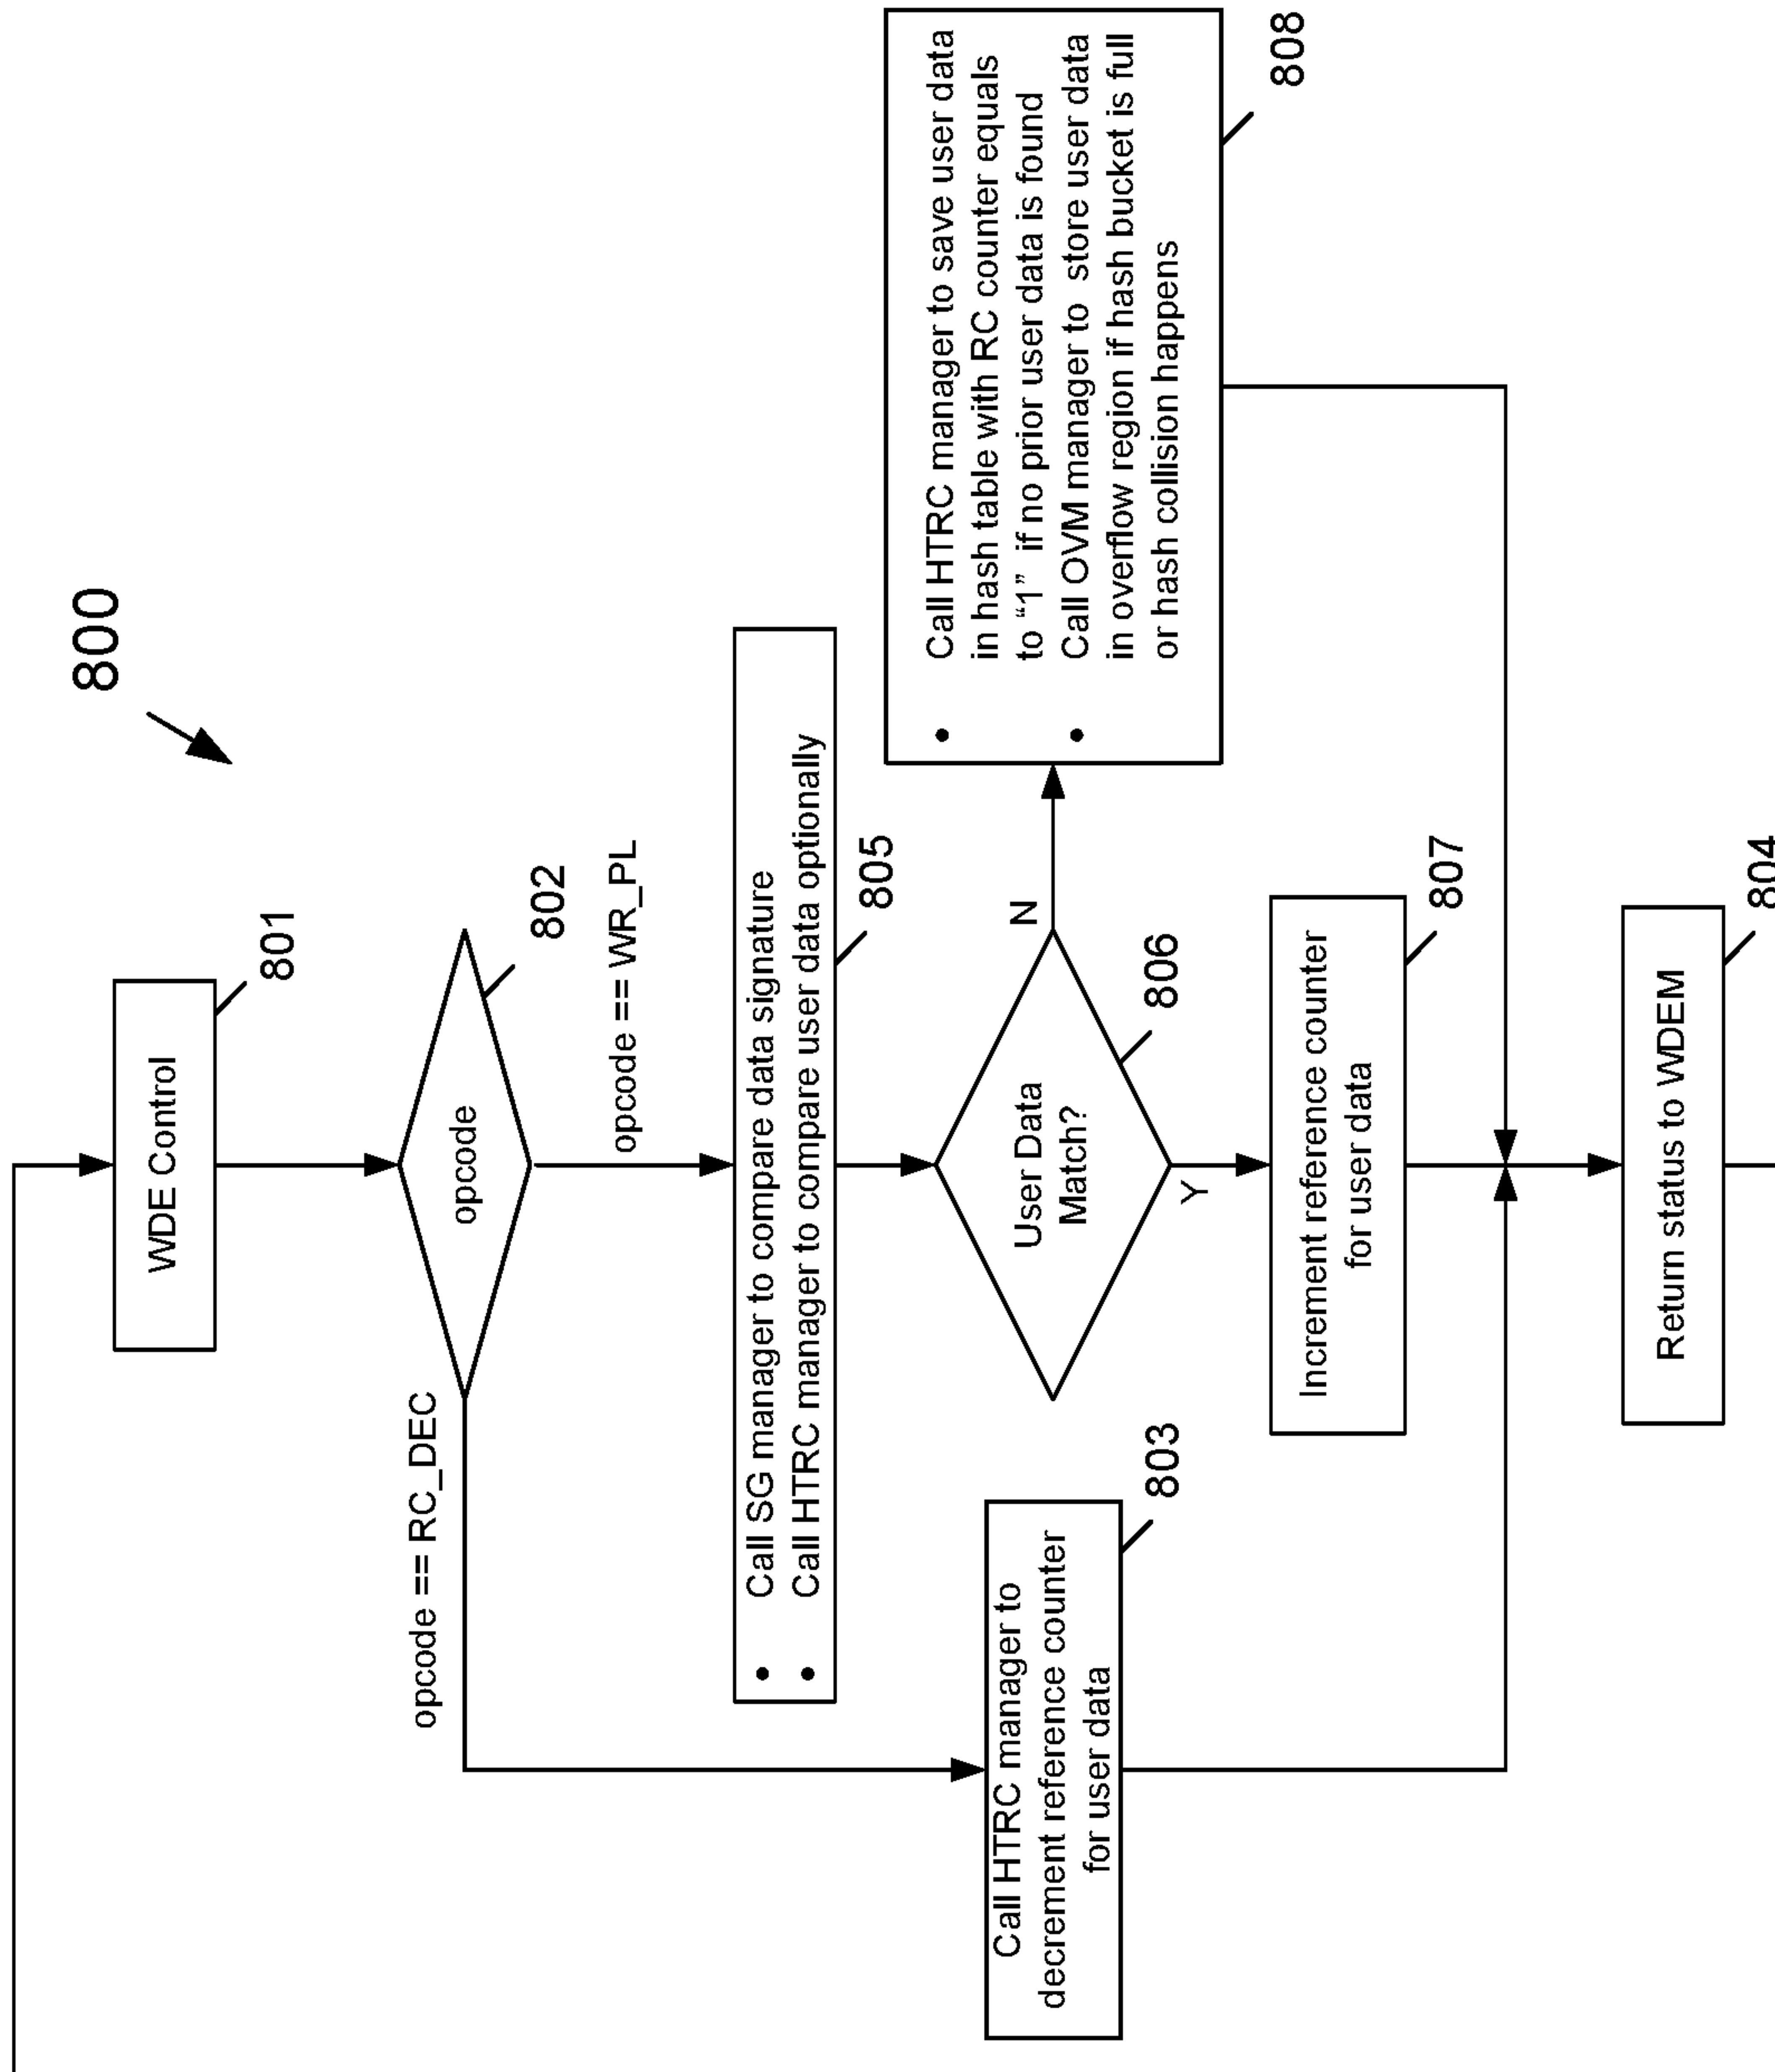 800
WDE Control
801
opcode
802
opcode == RC_DEC
opcode == WR_PL
• Call SG manager to compare data signature
• Call HTRC manager to compare user data optionally
805
User Data
Match?
806
N
Y
Call HTRC manager to
decrement reference counter
for user data
803
Increment reference counter
for user data
807
• Call HTRC manager to save user data
in hash table with RC counter equals
to “1” if no prior user data is found
• Call OVM manager to store user data
in overflow region if hash bucket is full
or hash collision happens
808
Return status to WDEM
804